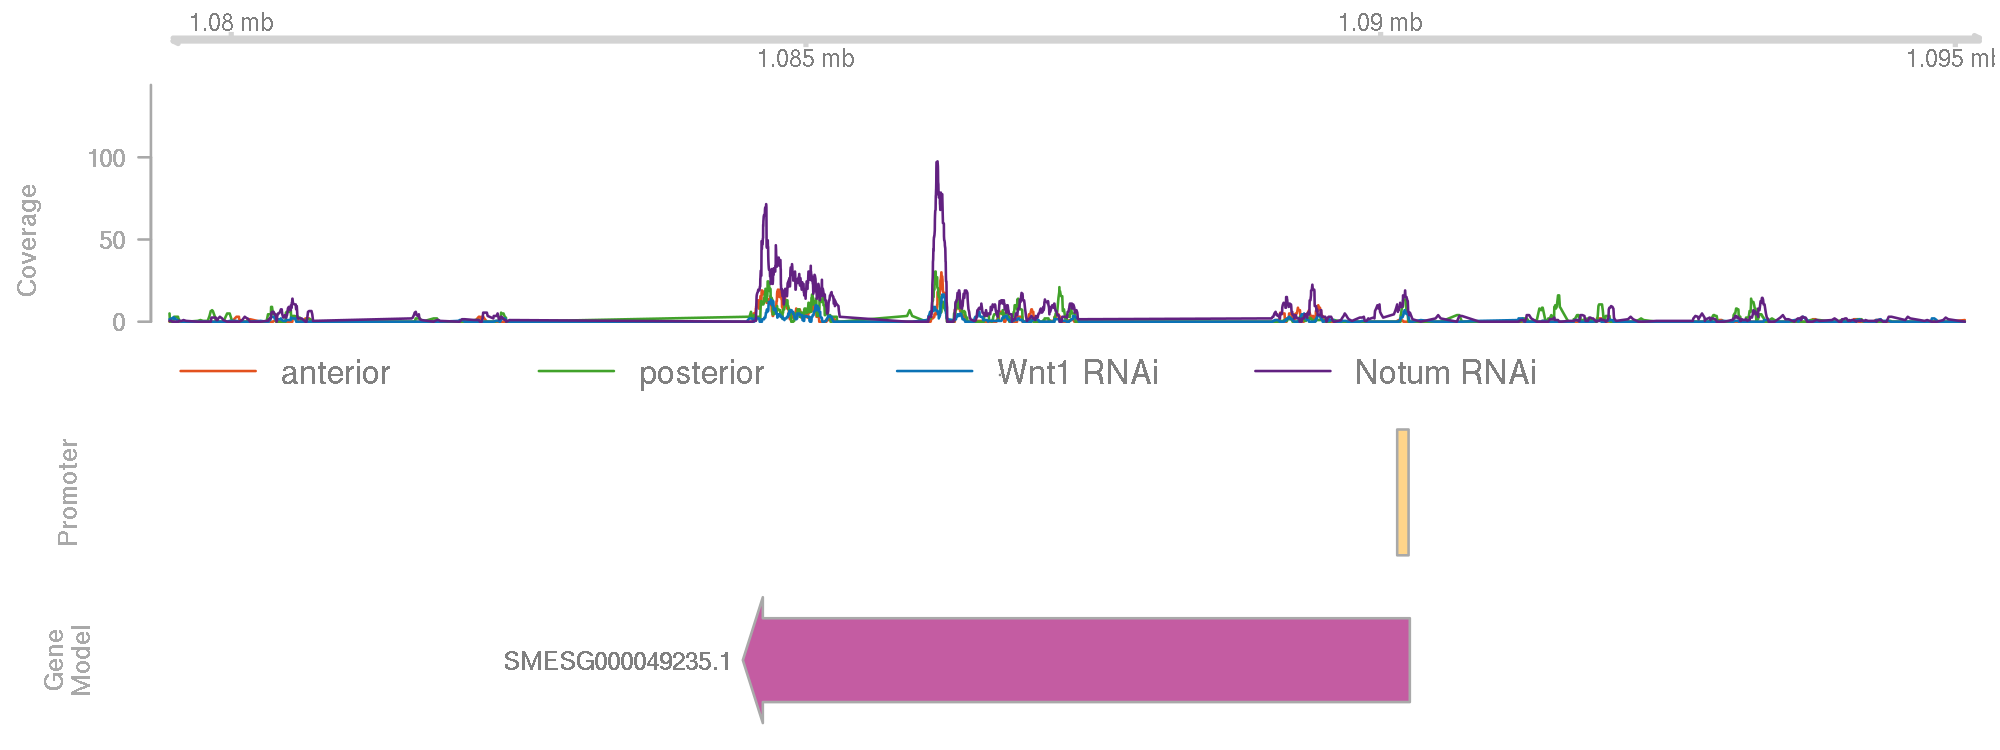 1.08 mb
1.09 mb
1.085 mb
1.095 mb
Coverage
100
50
0
anterior posterior Wnt1 RNAi Notum RNAi
Promoter
Gene
Model
SMESG000049235.1